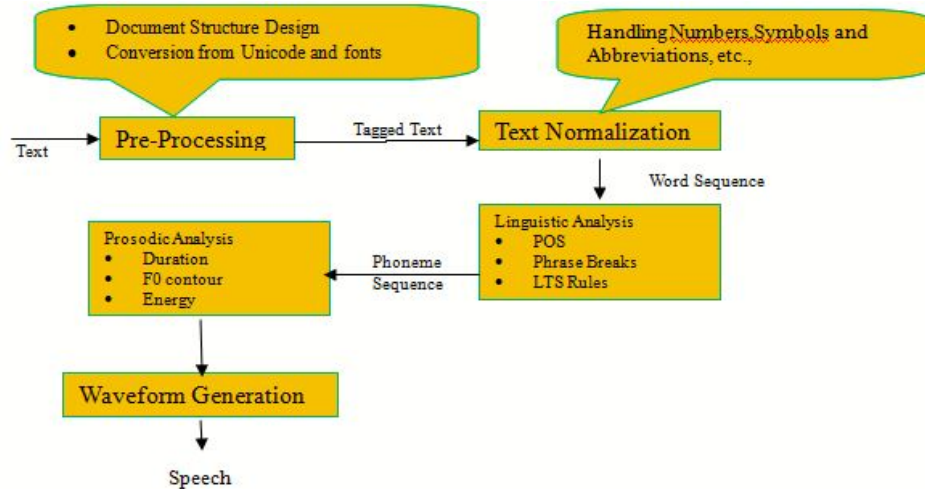 • Document Structure Design
• Conversion from Unicode and fonts
Handling Numbers,Symbols and
Abbreviations, etc.,
Text
Pre-Processing
Tagged Text
Text Normalization
Word Sequence
Linguistic Analysis
• POS
• Phrase Breaks
• LTS Rules
Phoneme
Sequence
Prosodic Analysis
• Duration
• F0 contour
• Energy
Waveform Generation
Speech